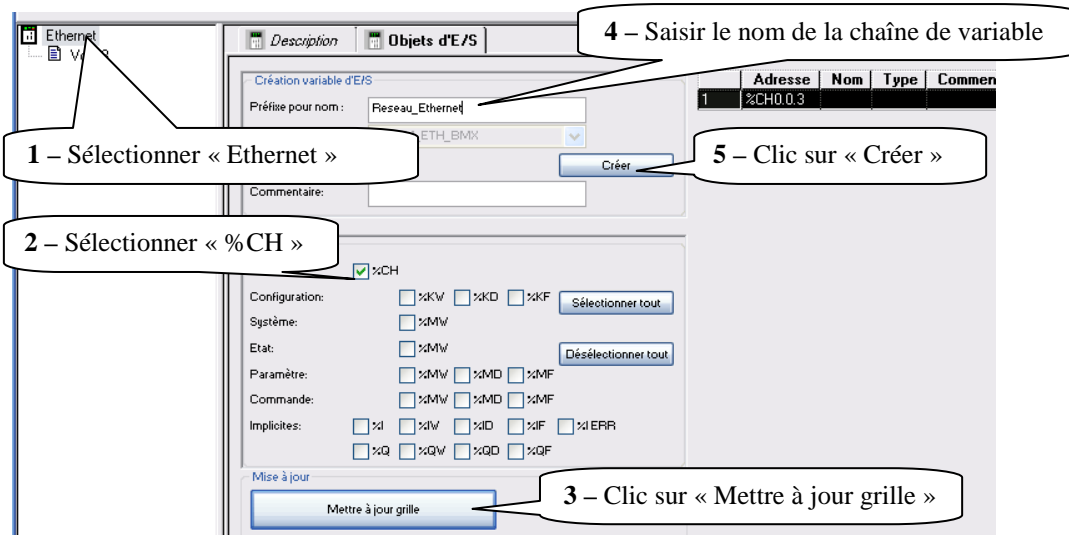 Ethernet
Description
Objets d'E/S
4 – Saisir le nom de la chaîne de variable
Création variable d'E/S
Préfixe pour nom :
Reseau_Ethernet
ETH_BMX
Adresse Nom Type Commen
1 %CH0.0.3
1 – Sélectionner « Ethernet »
Créer
5 – Clic sur « Créer »
Commentaire:
2 – Sélectionner « %CH »
%CH
Configuration: %KW %KD %KF
Sélectionner tout
Système: %MW
Etat: %MW
Désélectionner tout
Paramètre: %MW %MD %MF
Commande: %MW %MD %MF
Implicites: %I %IW %ID %IF %I ERR
%Q %QW %QD %QF
Mise à jour
Mettre à jour grille
3 – Clic sur « Mettre à jour grille »